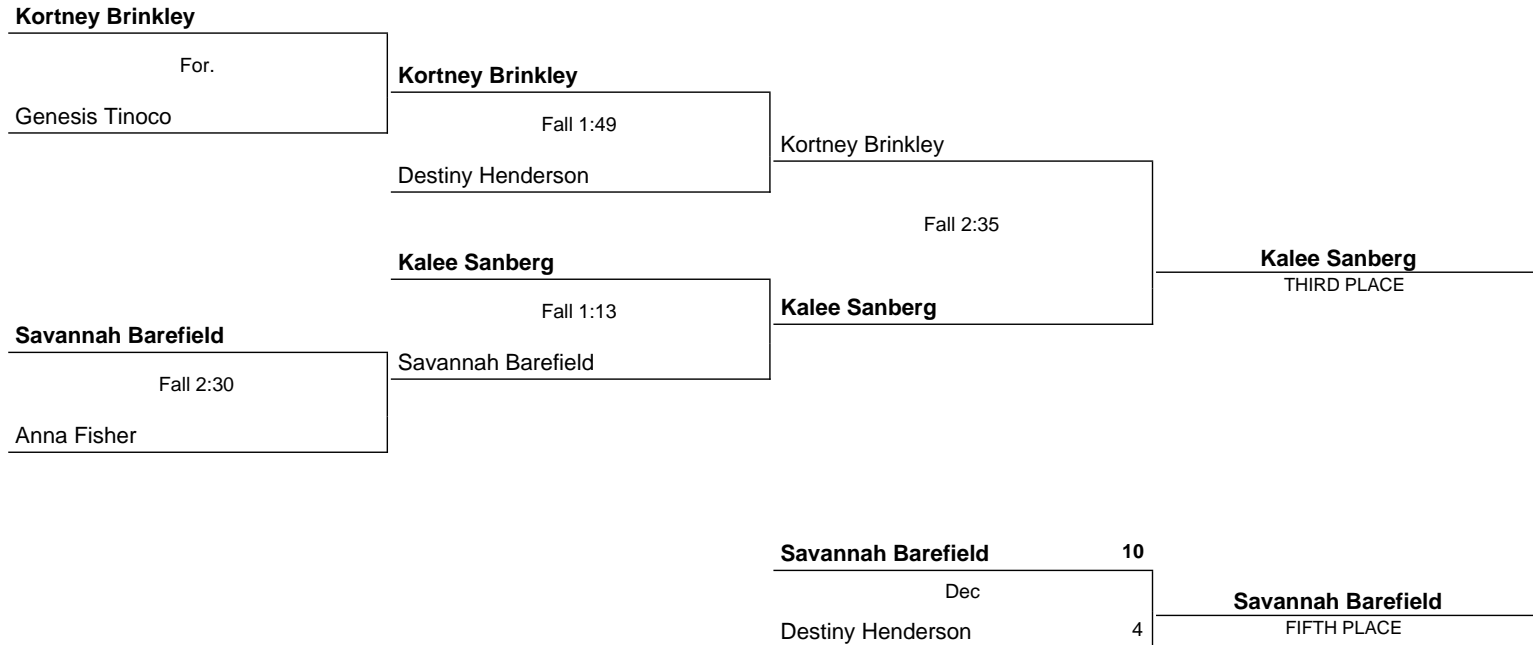 Kortney Brinkley
For.
Genesis Tinoco
Kortney Brinkley
Fall 1:49
Destiny Henderson
Kortney Brinkley
Fall 2:35
Kalee Sanberg
Kalee Sanberg
THIRD PLACE
Kalee Sanberg
Fall 1:13
Savannah Barefield
Savannah Barefield
Fall 2:30
Anna Fisher
Savannah Barefield 10
Dec
Destiny Henderson 4
Savannah Barefield
FIFTH PLACE